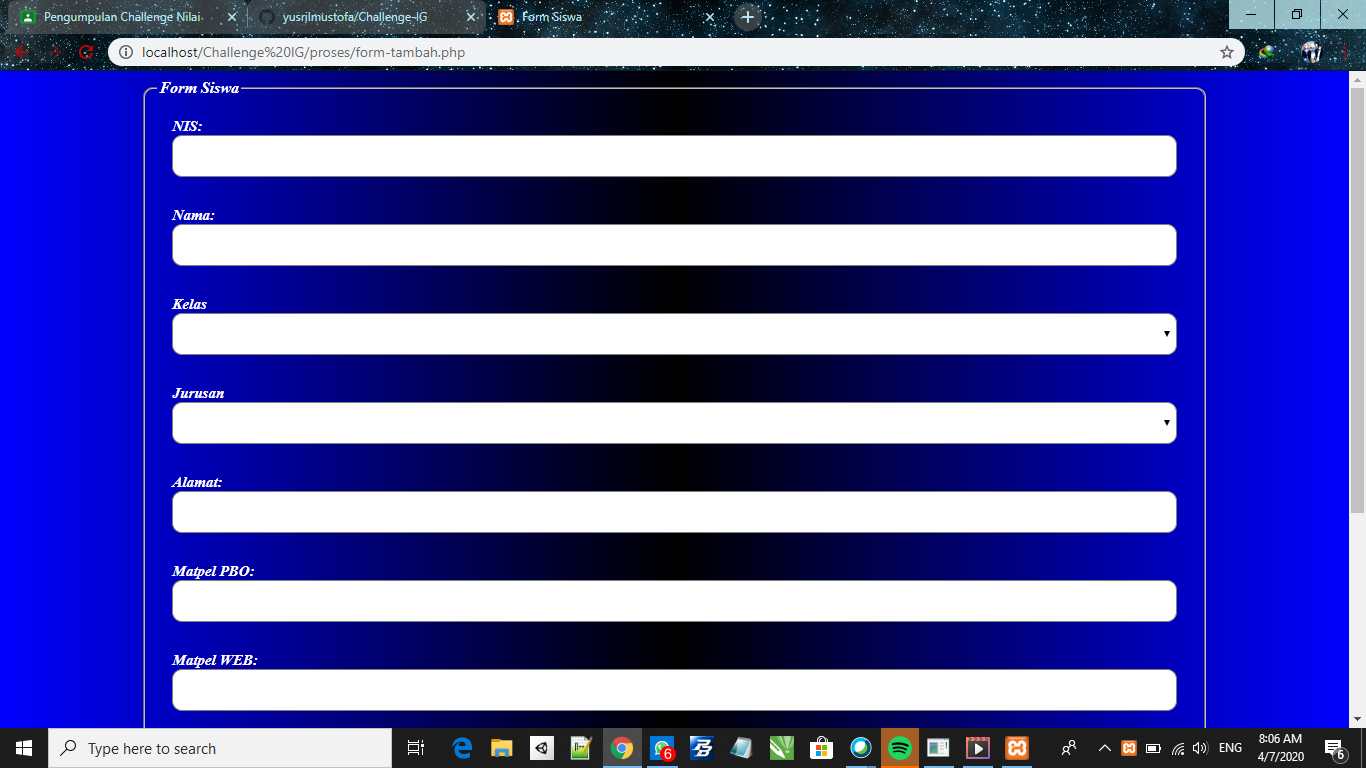 Pengumpulan Challenge Nilai
yusrilmustofa/Challenge-IG
Form Siswa
localhost/Challenge%20IG/proses/form-tambah.php
Form Siswa
NIS:
Nama:
Kelas
Jurusan
Alamat:
Matpel PBO:
Matpel WEB:
Type here to search
6
ENG
8:06 AM
4/7/2020
6